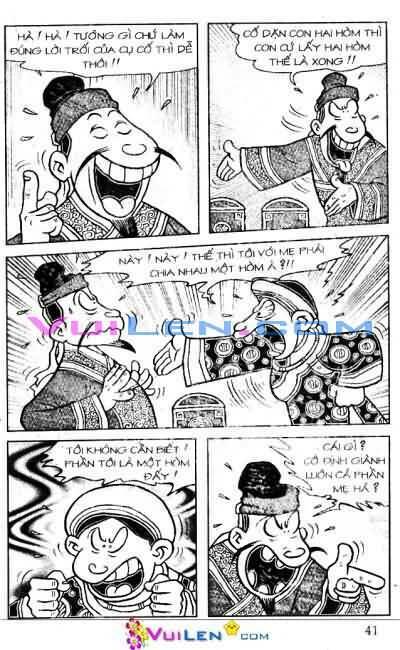 HÀ! HÀ! TƯỞNG GÌ CHỨ LÀM
ĐÚNG LỜI TRỐI CỦA CỤ CỐ THÌ DỄ
THÔI!!
CỐ DẶN CON HAI HÒM THÌ
CON CỨ LẤY HAI HÒM
THẾ LÀ XONG!!
NÀY! NÀY! THẾ THÌ TÔI VỚI MẸ PHẢI
CHIA NHAU MỘT HÒM À?!!
VuiLen.com
TÔI KHÔNG CẦN BIẾT!
PHẦN TÔI LÀ MỘT HÒM
ĐẤY!
CÁI GÌ?
CÔ ĐỊNH GIÀNH
LUÔN CẢ PHẦN
MẸ HẢ?
41
VuiLen.com